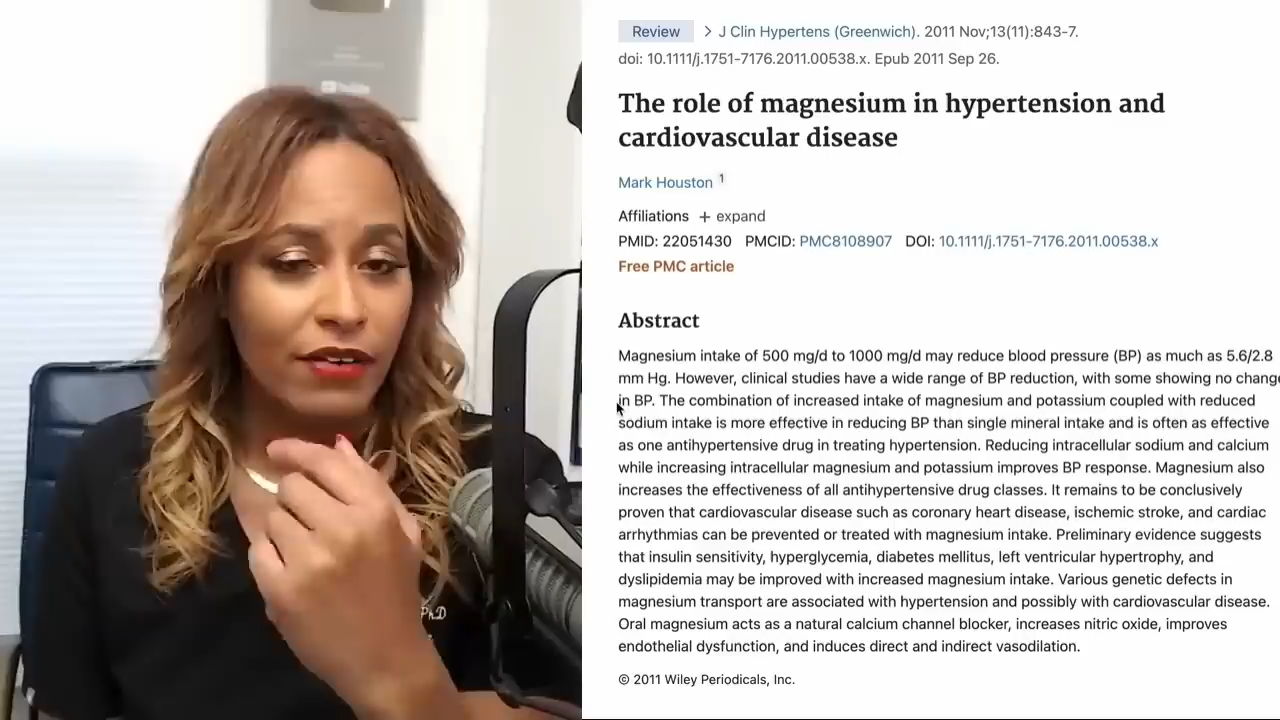 Review > J Clin Hypertens (Greenwich). 2011 Nov;13(11):843-7.
doi: 10.1111/j.1751-7176.2011.00538.x. Epub 2011 Sep 26.
The role of magnesium in hypertension and
cardiovascular disease
Mark Houston 1
Affiliations + expand
PMID: 22051430 PMCID: PMC8108907 DOI: 10.1111/j.1751-7176.2011.00538.x
Free PMC article
Abstract
Magnesium intake of 500 mg/d to 1000 mg/d may reduce blood pressure (BP) as much as 5.6/2.8
mm Hg. However, clinical studies have a wide range of BP reduction, with some showing no change
in BP. The combination of increased intake of magnesium and potassium coupled with reduced
sodium intake is more effective in reducing BP than single mineral intake and is often as effective
as one antihypertensive drug in treating hypertension. Reducing intracellular sodium and calcium
while increasing intracellular magnesium and potassium improves BP response. Magnesium also
increases the effectiveness of all antihypertensive drug classes. It remains to be conclusively
proven that cardiovascular disease such as coronary heart disease, ischemic stroke, and cardiac
arrhythmias can be prevented or treated with magnesium intake. Preliminary evidence suggests
that insulin sensitivity, hyperglycemia, diabetes mellitus, left ventricular hypertrophy, and
dyslipidemia may be improved with increased magnesium intake. Various genetic defects in
magnesium transport are associated with hypertension and possibly with cardiovascular disease.
Oral magnesium acts as a natural calcium channel blocker, increases nitric oxide, improves
endothelial dysfunction, and induces direct and indirect vasodilation.
© 2011 Wiley Periodicals, Inc.
PhD